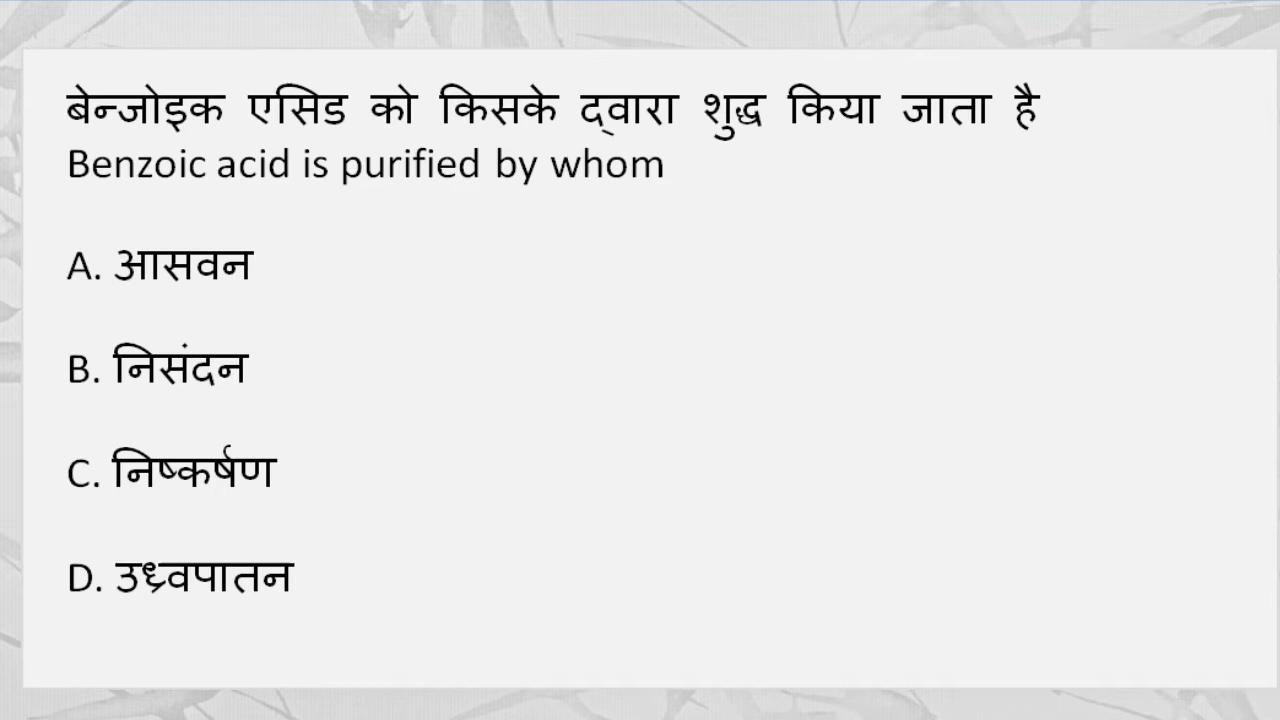 बेन्जोइक एसिड को किसके द्वारा शुद्ध किया जाता है
Benzoic acid is purified by whom
A. आसवन
B. निसंदन
C. निष्कर्षण
D. उध्र्वपातन